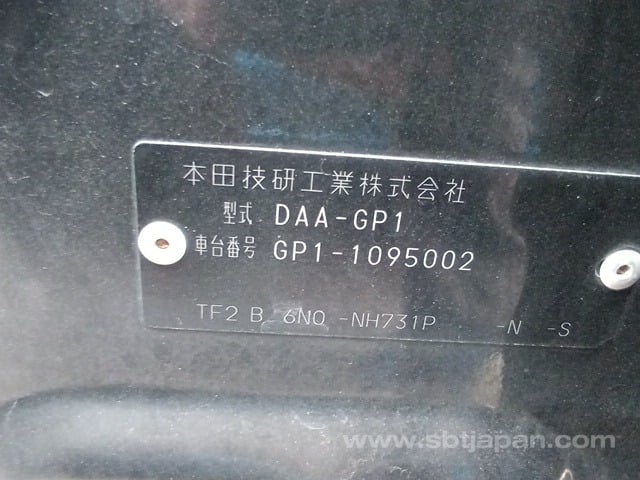 本田技研工業株式会社
型式 DAA-GP1
車台番号 GP1-1095002
TF2 B 6N0 -NH731P -N -S
www.sbtjapan.com